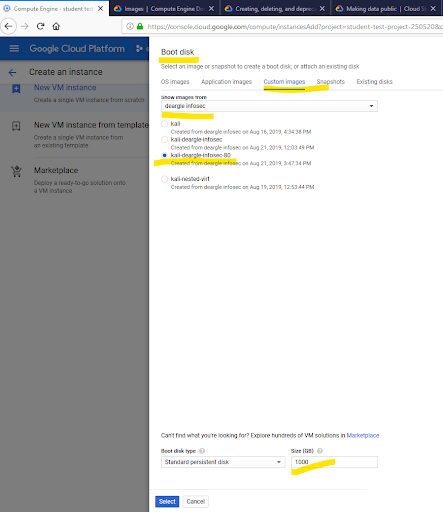 Compute Engine - student test
Images | Compute Engine Doc
Creating, deleting, and deprec
Making data public | Cloud St
https://console.cloud.google.com/compute/instancesAdd?project=student-test-project-250520&
Google Cloud Platform
Create an instance
New VM instance
Create a single VM instance from scratch
New VM instance from template
Create a single VM instance from
an existing template
Marketplace
Deploy a ready-to-go solution onto
a VM instance
Boot disk
Select an image or snapshot to create a boot disk; or attach an existing disk
OS images Application images Custom images Snapshots Existing disks
Show images from
deargle infosec
kali
Created from deargle infosec on Aug 16, 2019, 4:34:38 PM
kali-deargle-infosec
Created from deargle infosec on Aug 21, 2019, 12:03:49 PM
kali-deargle-infosec-80
Created from deargle infosec on Aug 21, 2019, 3:47:34 PM
kali-nested-virt
Created from deargle infosec on Aug 19, 2019, 12:53:44 PM
Can't find what you're looking for? Explore hundreds of VM solutions in Marketplace
Boot disk type
Size (GB)
Standard persistent disk
1000
Select
Cancel